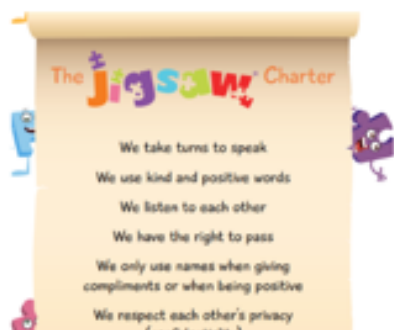 The Jigsaw Charter
We take turns to speak
We use kind and positive words
We listen to each other
We have the right to pass
We only use names when giving
compliments or when being positive
We respect each other's privacy